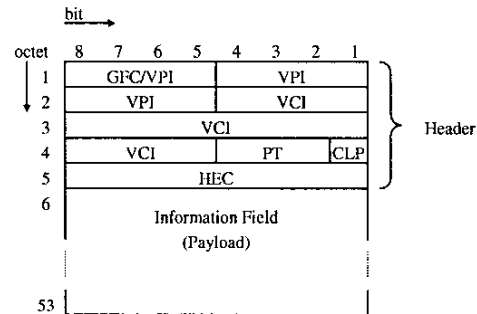 bit
octet 8 7 6 5 4 3 2 1
1 GFC/VPI VPI
2 VPI VCI
3 VCI
4 VCI PT CLP
5 HEC
Header
6
Information Field
(Payload)
53